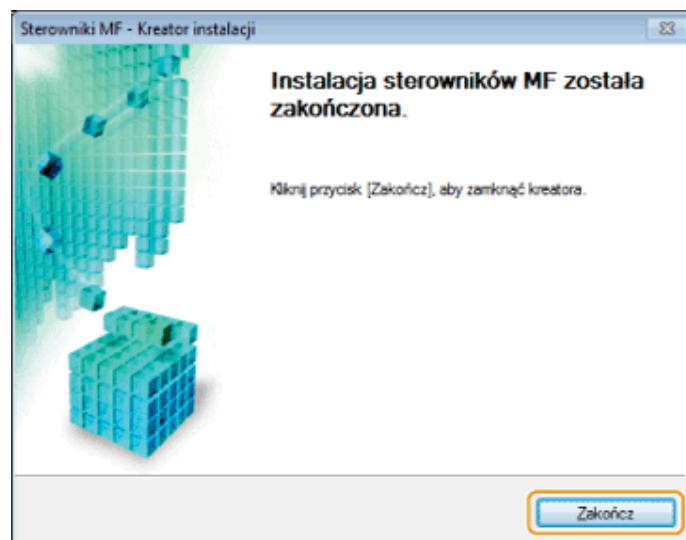 Sterowniki MF - Kreator instalacji
Instalacja sterowników MF została
zakończona.
Kliknij przycisk [Zakończ], aby zamknąć kreatora.
Zakończ